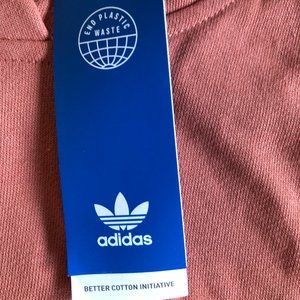 END PLASTIC
WASTE
adidas
BETTER COTTON INITIATIVE